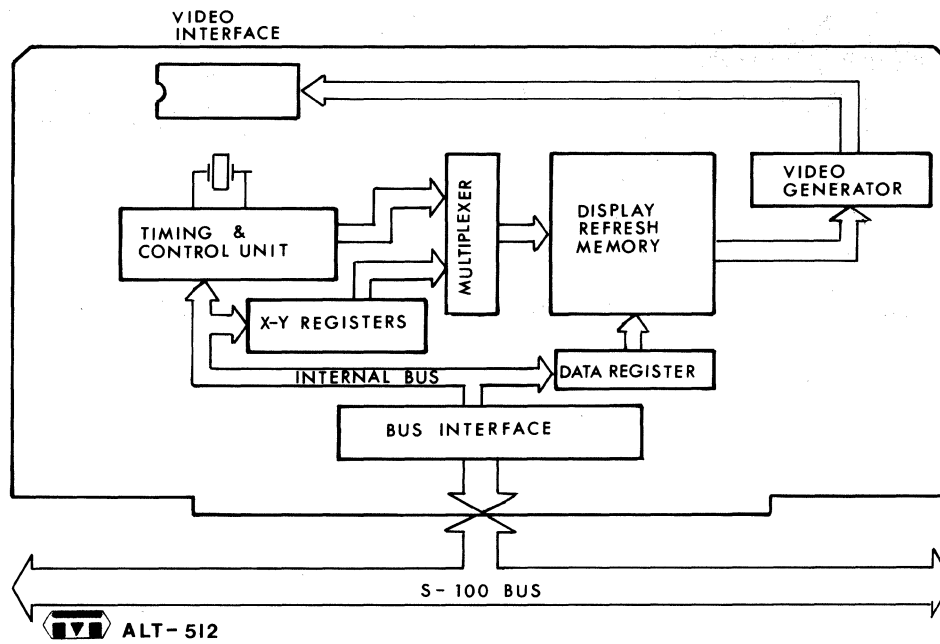 VIDEO
INTERFACE
VIDEO
GENERATOR
TIMING &
CONTROL UNIT
MULTIPLEXER
DISPLAY
REFRESH
MEMORY
X-Y REGISTERS
INTERNAL BUS
DATA REGISTER
BUS INTERFACE
S-100 BUS
ALT-512